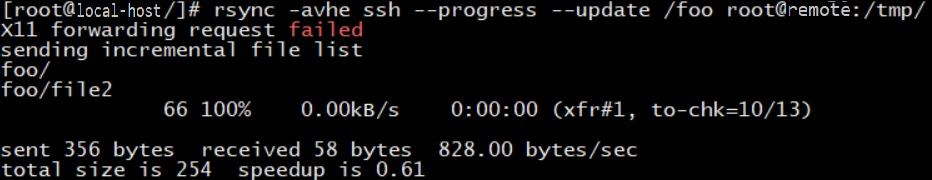 [root@local-host/]# rsync -avhe ssh --progress --update /foo root@remote:/tmp/
X11 forwarding request failed
sending incremental file list
foo/
foo/file2
66 100% 0.00kB/s 0:00:00 (xfr#1, to-chk=10/13)
sent 356 bytes received 58 bytes 828.00 bytes/sec
total size is 254 speedup is 0.61